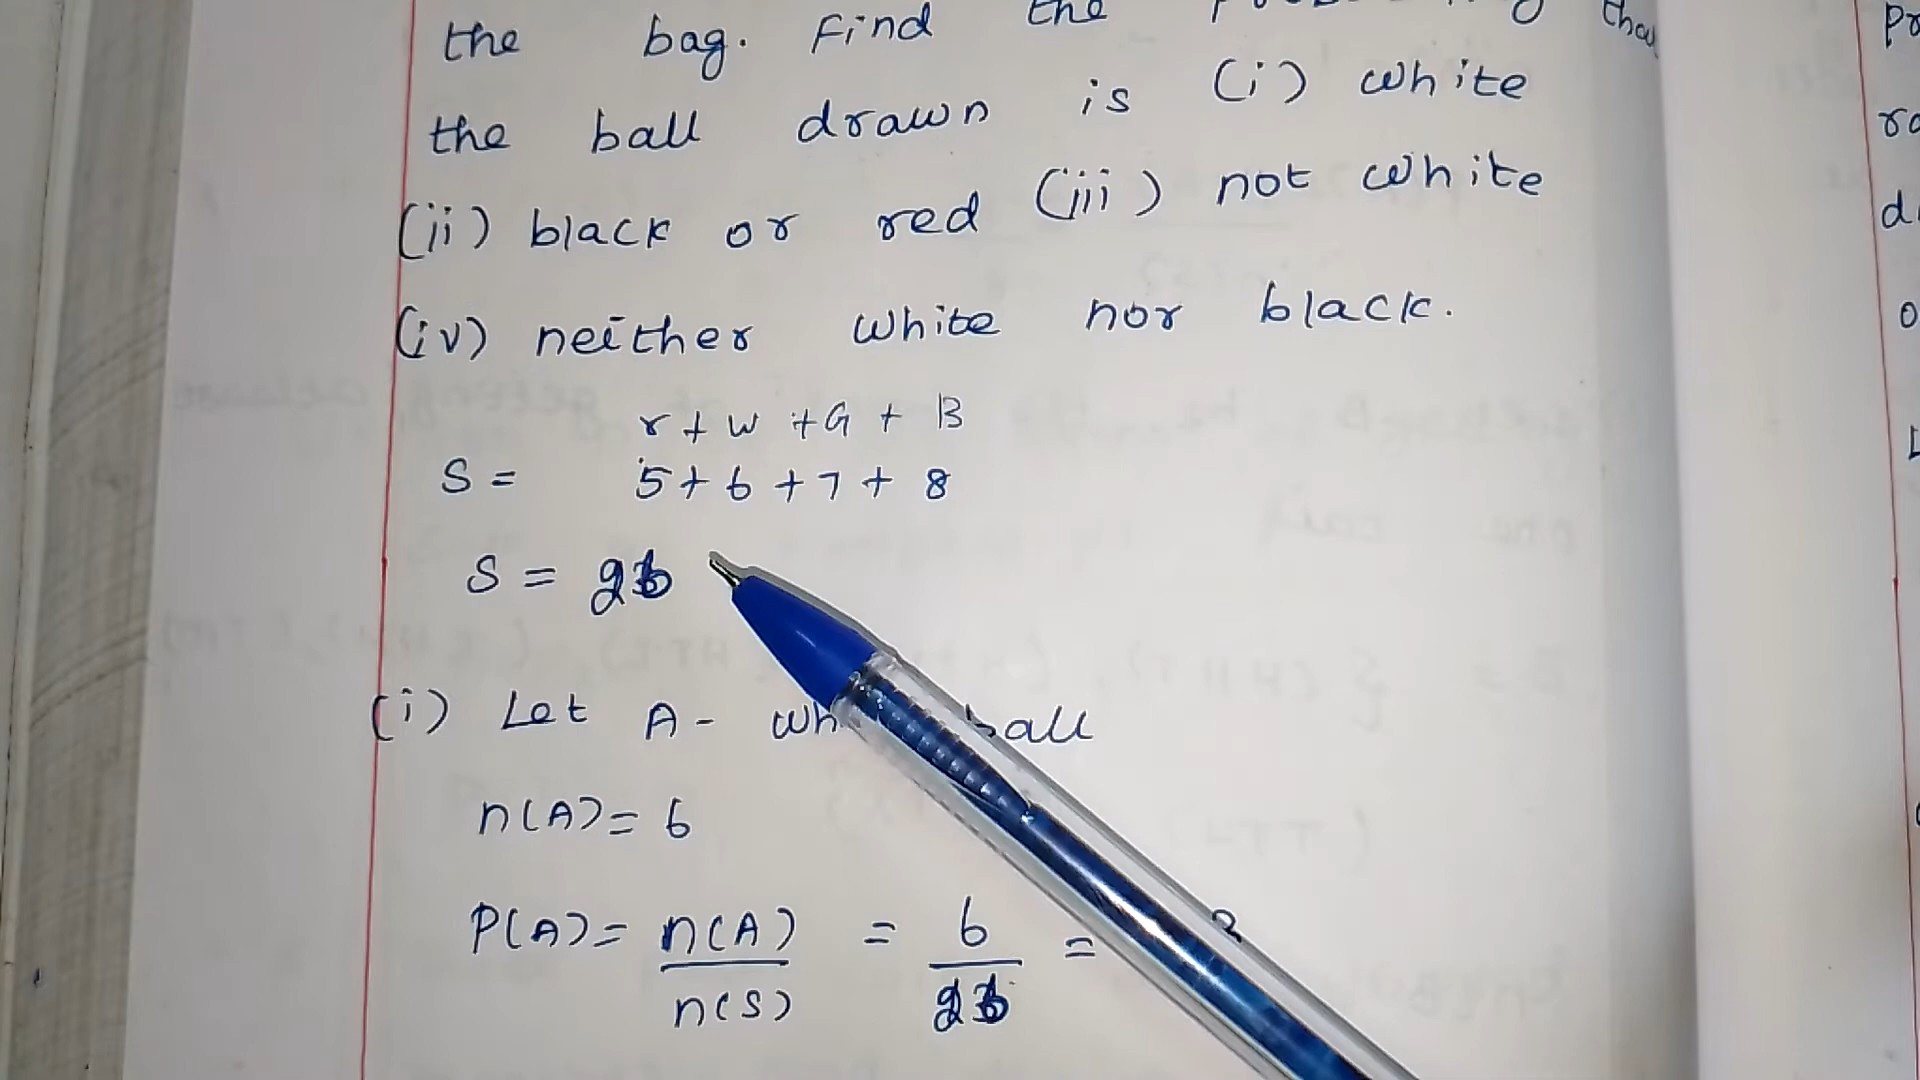 the bag. Find the
the ball drawn is (i) white
(ii) black or red (iii) not white
(iv) neither white nor black.
r + W + G + B
S = 5 + 6 + 7 + 8
S = 26
(i) Let A - ball
n(A) = 6
P(A) = n(A)/n(S) = 6/26 =